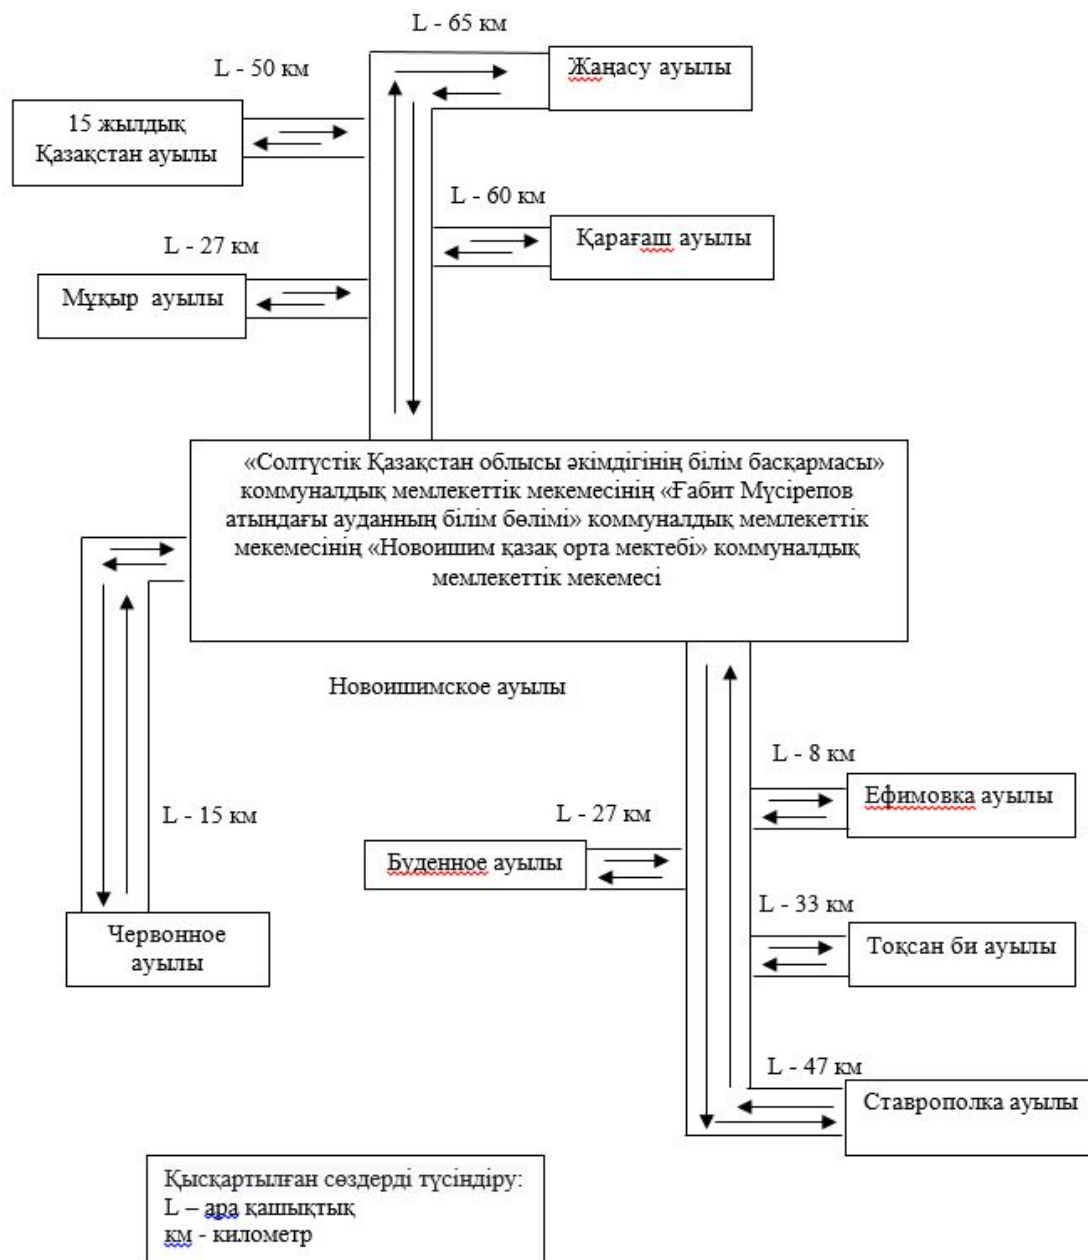 L - 65 км
Жаңасу ауылы
L - 50 км
15 жылдық
Қазақстан ауылы
L - 60 км
Қарағаш ауылы
L - 27 км
Мұқыр ауылы
«Солтүстік Қазақстан облысы әкімдігінің білім басқармасы»
коммуналдық мемлекеттік мекемесінің «Ғабит Мүсірепов
атындағы ауданның білім бөлімі» коммуналдық мемлекеттік
мекемесінің «Новоишим қазақ орта мектебі» коммуналдық
мемлекеттік мекемесі
Новоишимское ауылы
L - 8 км
Ефимовка ауылы
L - 15 км
L - 27 км
Буденное ауылы
L - 33 км
Тоқсан би ауылы
Червонное
ауылы
L - 47 км
Ставрополка ауылы
Қысқартылған сөздерді түсіндіру:
L – ара қашықтық
км - километр